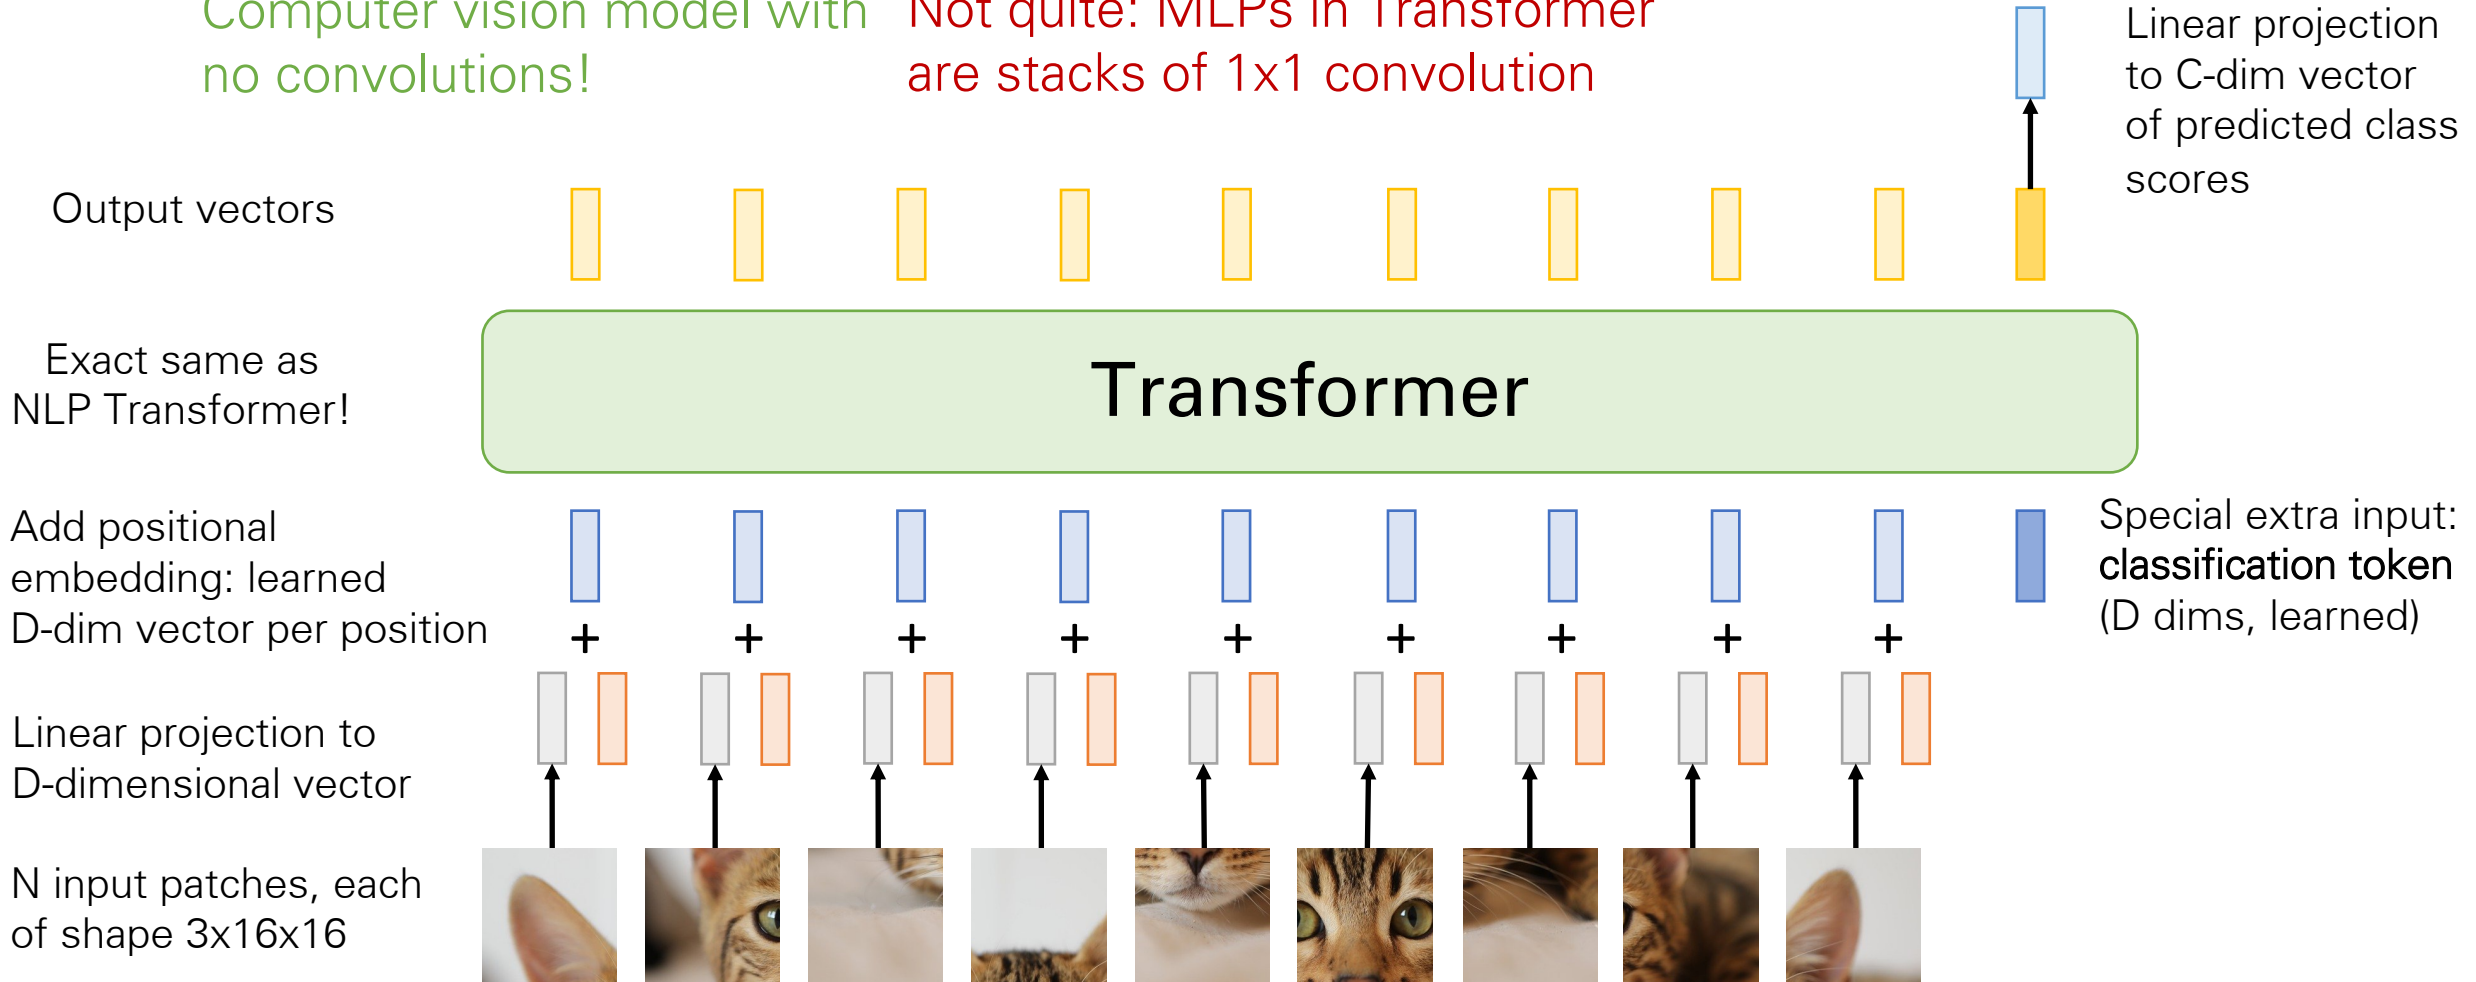 Computer vision model with
no convolutions!
Not quite: MLPs in Transformer
are stacks of 1x1 convolution
Linear projection
to C-dim vector
of predicted class
scores
Output vectors
Exact same as
NLP Transformer!
Transformer
Add positional
embedding: learned
D-dim vector per position
Special extra input:
classification token
(D dims, learned)
+ + + + + + + + +
Linear projection to
D-dimensional vector
N input patches, each
of shape 3x16x16